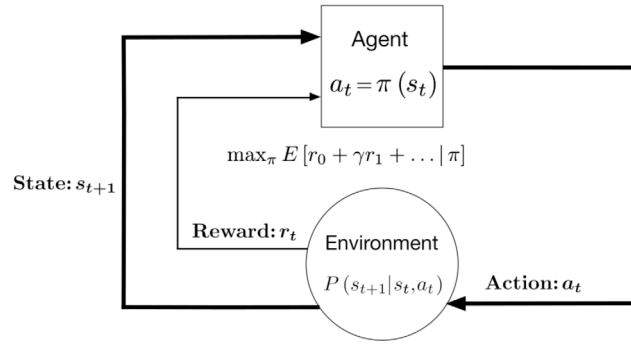 Agent
a_t = π (s_t)
max_π E [r_0 + γr_1 + … | π]
State: s_{t+1}
Reward: r_t
Environment
P (s_{t+1}|s_t, a_t)
Action: a_t